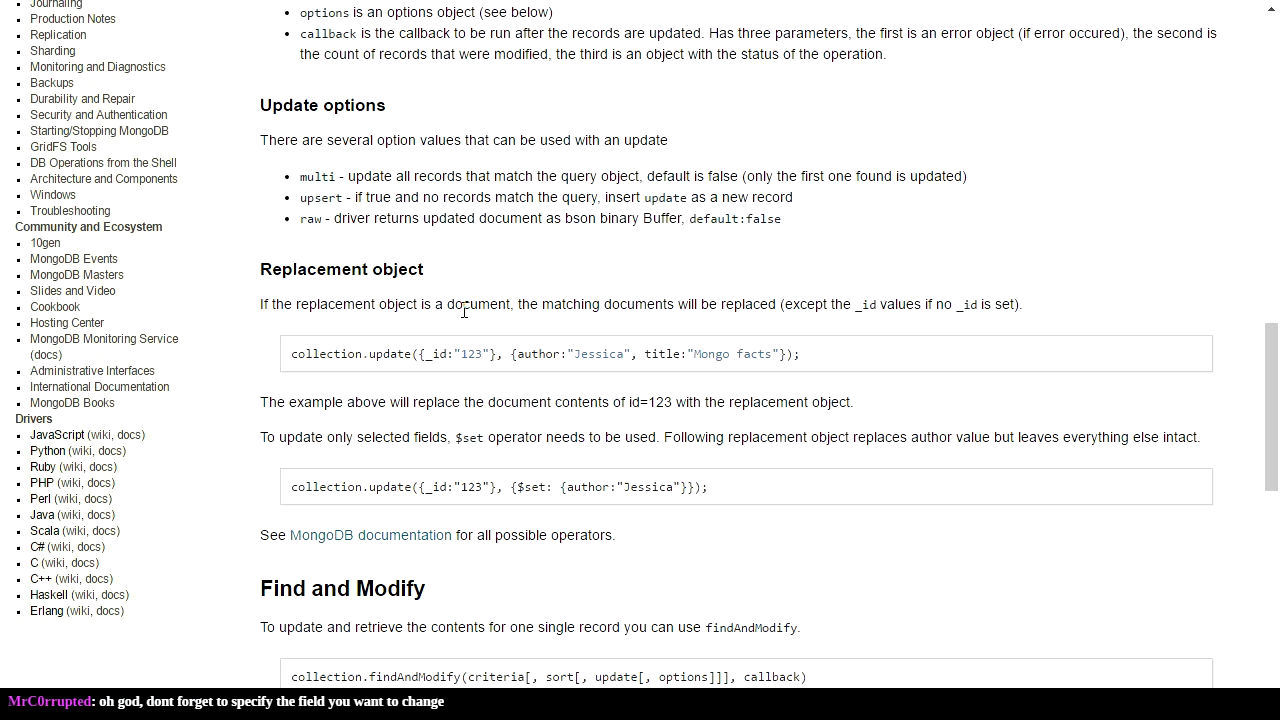 Journaling
Production Notes
Replication
Sharding
Monitoring and Diagnostics
Backups
Durability and Repair
Security and Authentication
Starting/Stopping MongoDB
GridFS Tools
DB Operations from the Shell
Architecture and Components
Windows
Troubleshooting
Community and Ecosystem
10gen
MongoDB Events
MongoDB Masters
Slides and Video
Cookbook
Hosting Center
MongoDB Monitoring Service
(docs)
Administrative Interfaces
International Documentation
MongoDB Books
Drivers
JavaScript (wiki, docs)
Python (wiki, docs)
Ruby (wiki, docs)
PHP (wiki, docs)
Perl (wiki, docs)
Java (wiki, docs)
Scala (wiki, docs)
C# (wiki, docs)
C (wiki, docs)
C++ (wiki, docs)
Haskell (wiki, docs)
Erlang (wiki, docs)
options is an options object (see below)
callback is the callback to be run after the records are updated. Has three parameters, the first is an error object (if error occured), the second is
the count of records that were modified, the third is an object with the status of the operation.
Update options
There are several option values that can be used with an update
multi - update all records that match the query object, default is false (only the first one found is updated)
upsert - if true and no records match the query, insert update as a new record
raw - driver returns updated document as bson binary Buffer, default:false
Replacement object
If the replacement object is a document, the matching documents will be replaced (except the _id values if no _id is set).
collection.update({_id:"123"}, {author:"Jessica", title:"Mongo facts"});
The example above will replace the document contents of id=123 with the replacement object.
To update only selected fields, $set operator needs to be used. Following replacement object replaces author value but leaves everything else intact.
collection.update({_id:"123"}, {$set: {author:"Jessica"}});
See MongoDB documentation for all possible operators.
Find and Modify
To update and retrieve the contents for one single record you can use findAndModify.
collection.findAndModify(criteria[, sort[, update[, options]]], callback)
MrC0rrupted: oh god, dont forget to specify the field you want to change